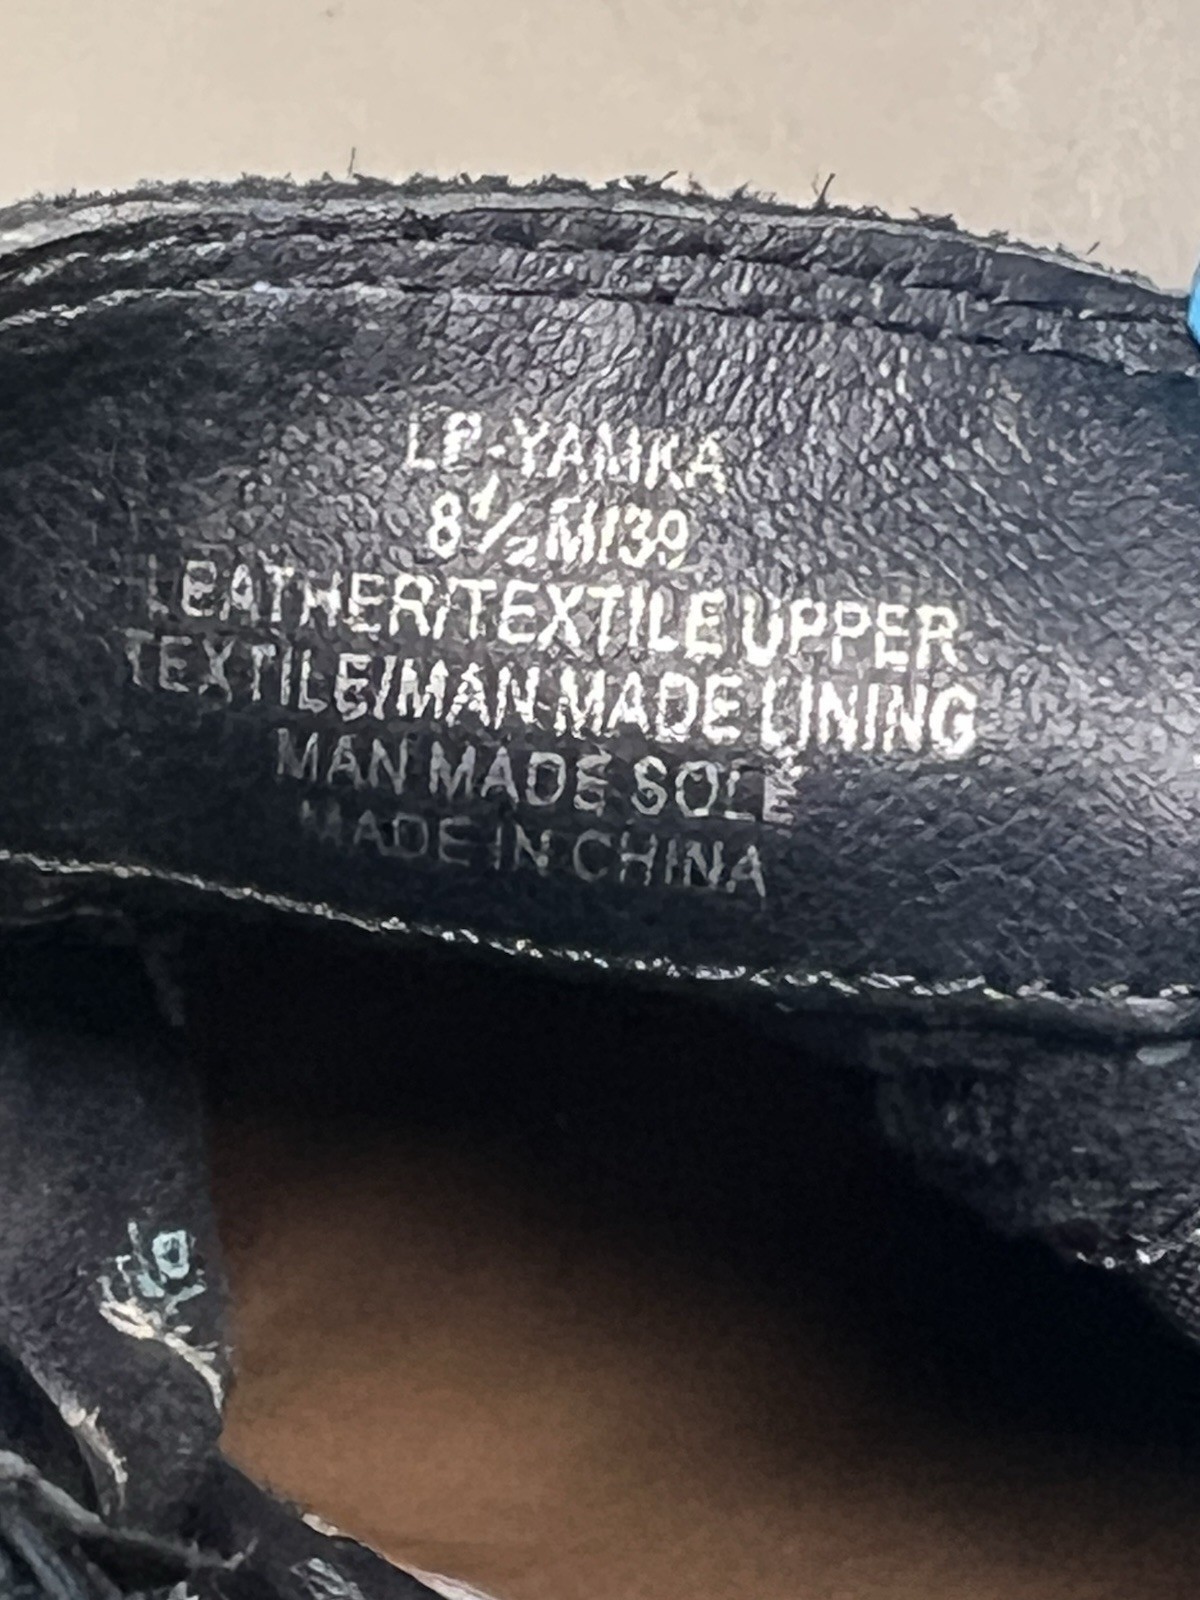 LP-YAMKA
8½M/39
LEATHER/TEXTILE UPPER
TEXTILE/MAN MADE LINING
MAN MADE SOLE
MADE IN CHINA